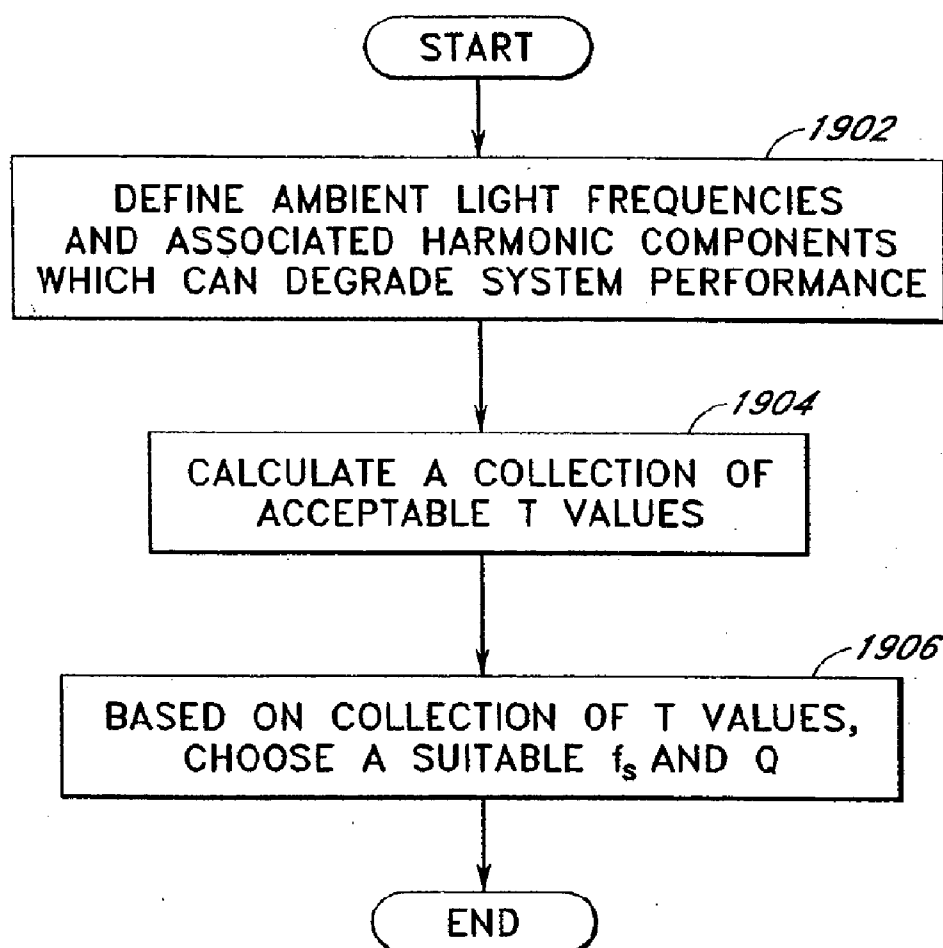 START
1902
DEFINE AMBIENT LIGHT FREQUENCIES
AND ASSOCIATED HARMONIC COMPONENTS
WHICH CAN DEGRADE SYSTEM PERFORMANCE
1904
CALCULATE A COLLECTION OF
ACCEPTABLE T VALUES
1906
BASED ON COLLECTION OF T VALUES,
CHOOSE A SUITABLE fs AND Q
END